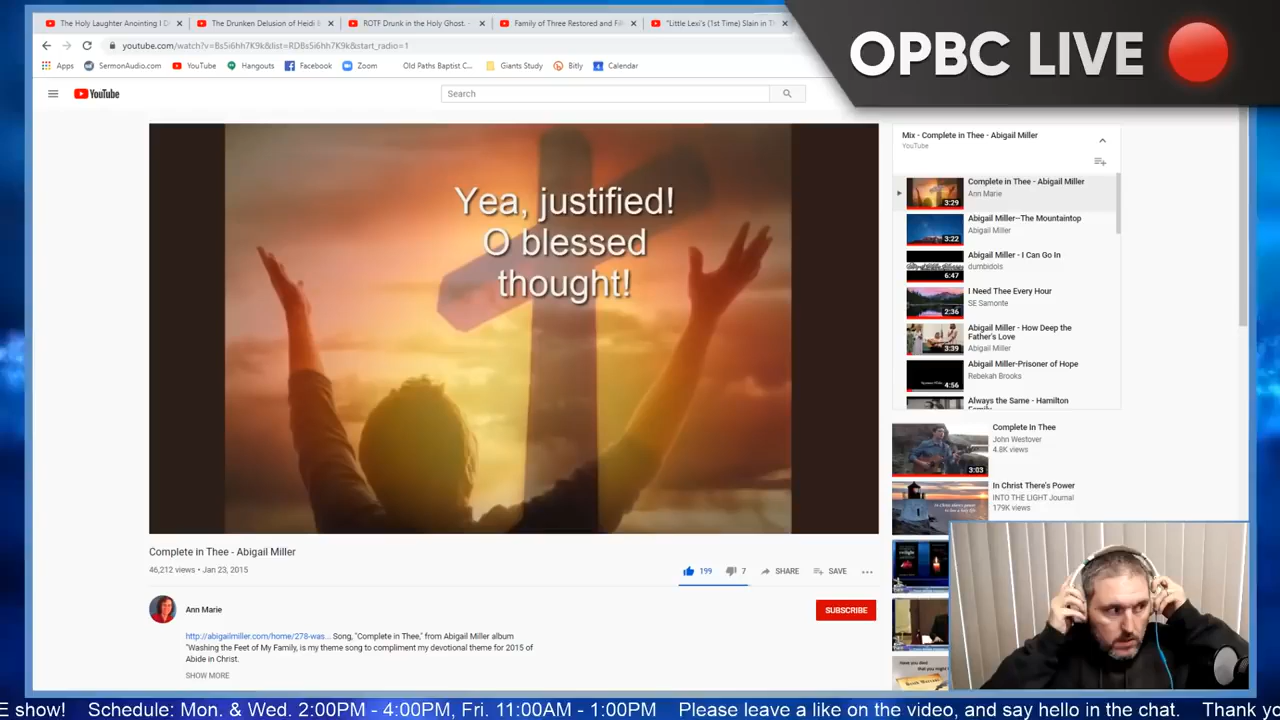 The Holy Laughter Anointing I D
The Drunken Delusion of Heidi B
ROTF Drunk in the Holy Ghost. -
Family of Three Restored and Fill
"Little Lexi's (1st Time) Slain in Th
OPBC LIVE
youtube.com/watch?v=Bs5i6hh7K9k&list=RDBs5i6hh7K9k&start_radio=1
Apps
SermonAudio.com
YouTube
Hangouts
Facebook
Zoom
Old Paths Baptist C...
Giants Study
Bitly
Calendar
YouTube
Search
Yea, justified!
O blessed
thought!
Mix - Complete in Thee - Abigail Miller
YouTube
Complete in Thee - Abigail Miller
Ann Marie
3:29
Abigail Miller--The Mountaintop
Abigail Miller
3:22
Abigail Miller - I Can Go In
dumbidols
6:47
I Need Thee Every Hour
SE Samonte
2:36
Abigail Miller - How Deep the
Father's Love
Abigail Miller
3:39
Abigail Miller-Prisoner of Hope
Rebekah Brooks
4:56
Always the Same - Hamilton
Family
Complete In Thee
John Westover
4.8K views
3:03
In Christ There's Power
INTO THE LIGHT Journal
179K views
Complete in Thee - Abigail Miller
46,212 views • Jan 23, 2015
199
7
SHARE
SAVE
Ann Marie
SUBSCRIBE
http://abigailmiller.com/home/278-was... Song, "Complete in Thee," from Abigail Miller album
"Washing the Feet of My Family, is my theme song to compliment my devotional theme for 2015 of
Abide in Christ.
SHOW MORE
E show! Schedule: Mon. & Wed. 2:00PM - 4:00PM, Fri. 11:00AM - 1:00PM Please leave a like on the video, and say hello in the chat. Thank yo